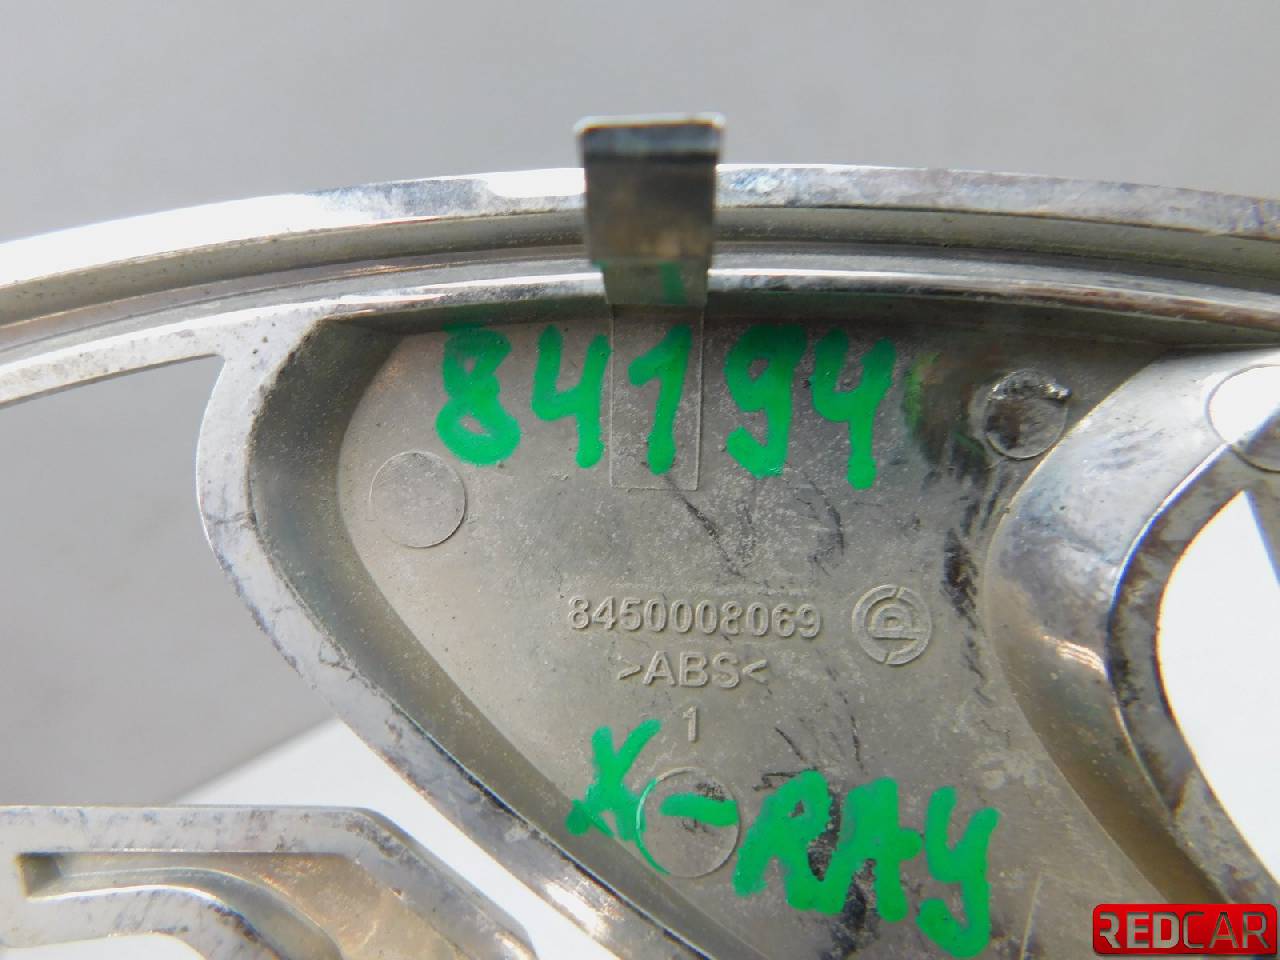 84194
8450008069
>ABS<
1
X-RAY
REDCAR